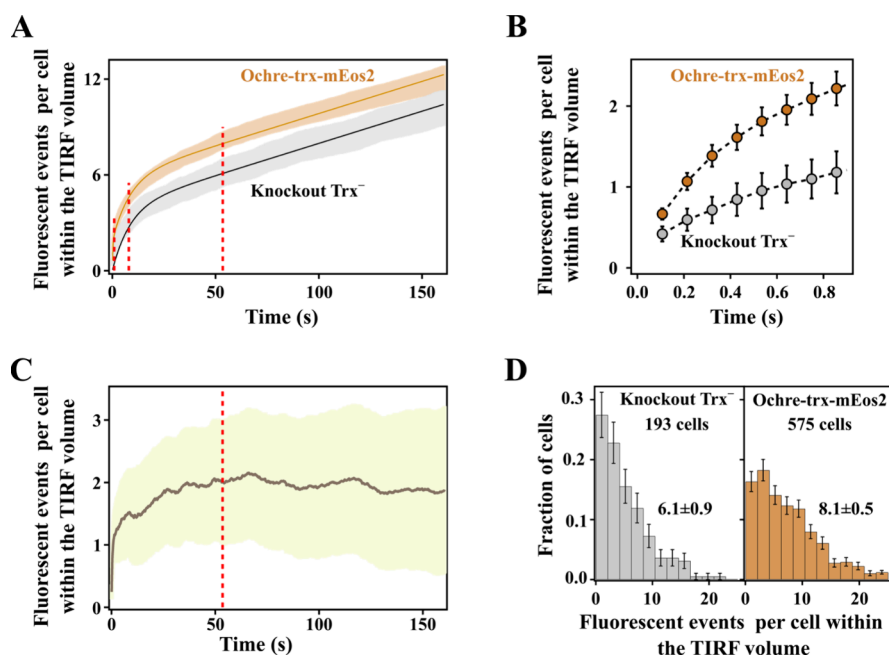 A
Fluorescent events per cell
within the TIRF volume
12
6
0
Ochre-trx-mEos2
Knockout Trx⁻
0
50
100
150
Time (s)
B
Fluorescent events per cell
within the TIRF volume
2
1
0
Ochre-trx-mEos2
Knockout Trx⁻
0.0
0.2
0.4
0.6
0.8
Time (s)
C
Fluorescent events per cell
within the TIRF volume
3
2
1
0
0
50
100
150
Time (s)
D
Fraction of cells
0.3
0.2
0.1
0.0
Knockout Trx⁻
193 cells
6.1±0.9
Ochre-trx-mEos2
575 cells
8.1±0.5
0
10
20
0
10
20
Fluorescent events per cell within
the TIRF volume